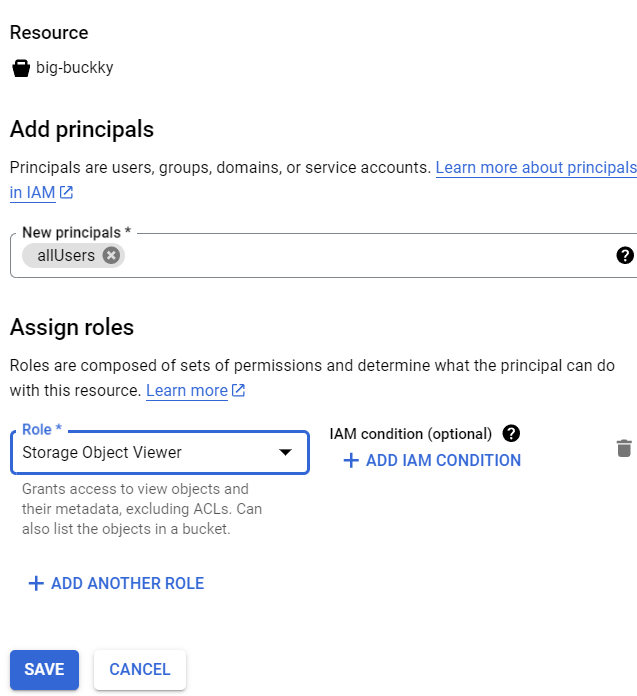 Resource
big-buckky
Add principals
Principals are users, groups, domains, or service accounts. Learn more about principals
in IAM
New principals *
allUsers
Assign roles
Roles are composed of sets of permissions and determine what the principal can do
with this resource. Learn more
Role *
Storage Object Viewer
IAM condition (optional)
ADD IAM CONDITION
Grants access to view objects and
their metadata, excluding ACLs. Can
also list the objects in a bucket.
ADD ANOTHER ROLE
SAVE
CANCEL